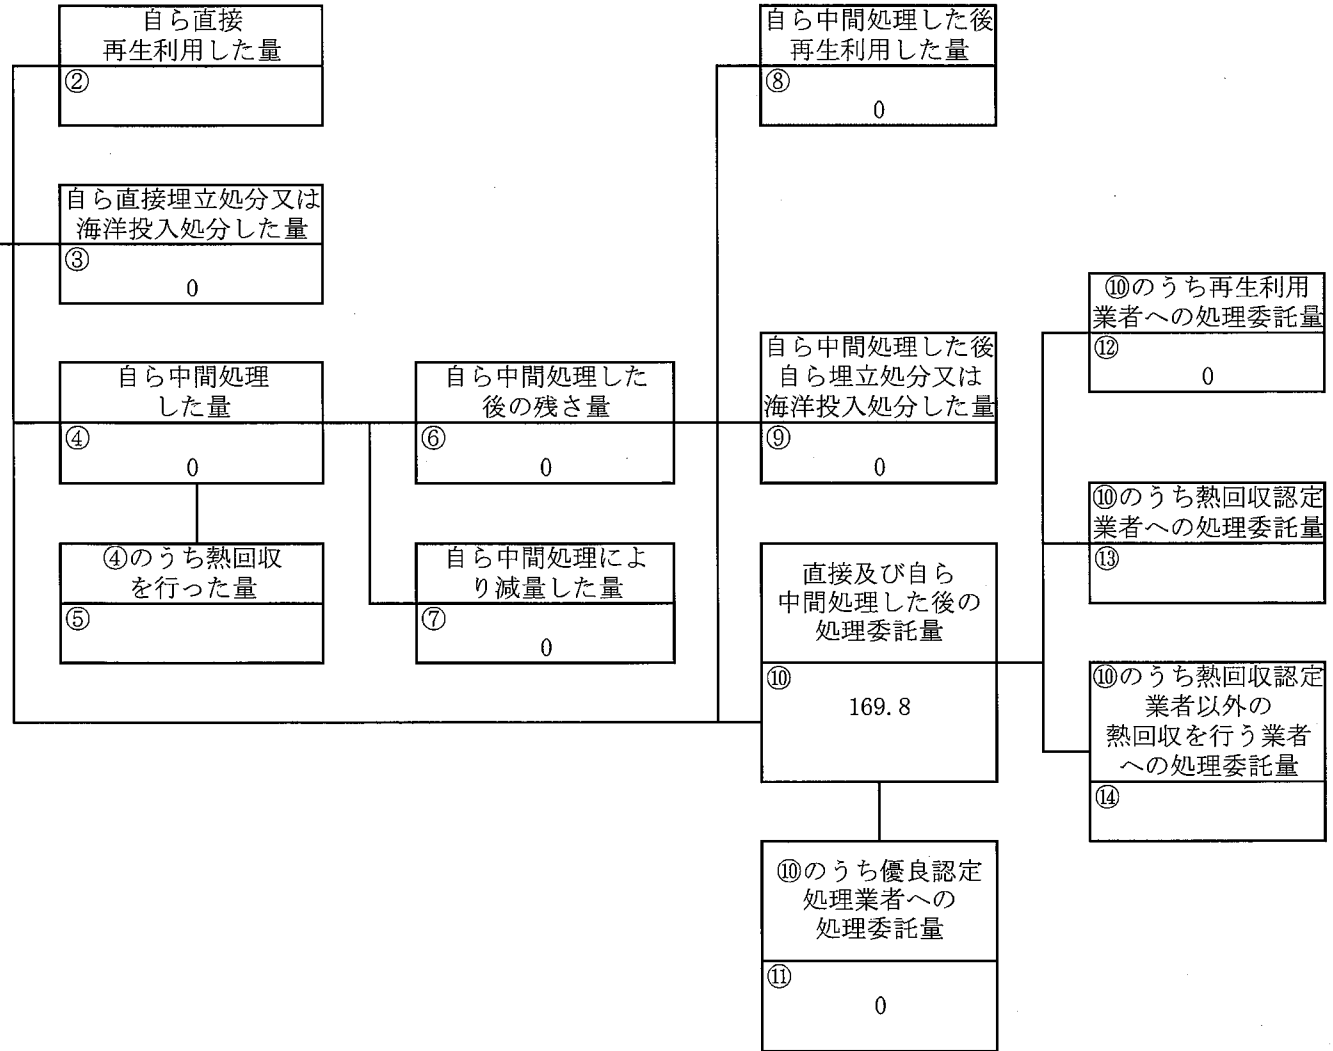 自ら直接
再生利用した量
②
自ら直接埋立処分又は
海洋投入処分した量
③
0
自ら中間処理
した量
④
0
④のうち熱回収
を行った量
⑤
自ら中間処理した
後の残さ量
⑥
0
自ら中間処理によ
り減量した量
⑦
0
自ら中間処理した後
再生利用した量
⑧
0
自ら中間処理した後
自ら埋立処分又は
海洋投入処分した量
⑨
0
直接及び自ら
中間処理した後の
処理委託量
⑩
169.8
⑩のうち優良認定
処理業者への
処理委託量
⑪
0
⑩のうち再生利用
業者への処理委託量
⑫
0
⑩のうち熱回収認定
業者への処理委託量
⑬
⑩のうち熱回収認定
業者以外の
熱回収を行う業者
への処理委託量
⑭